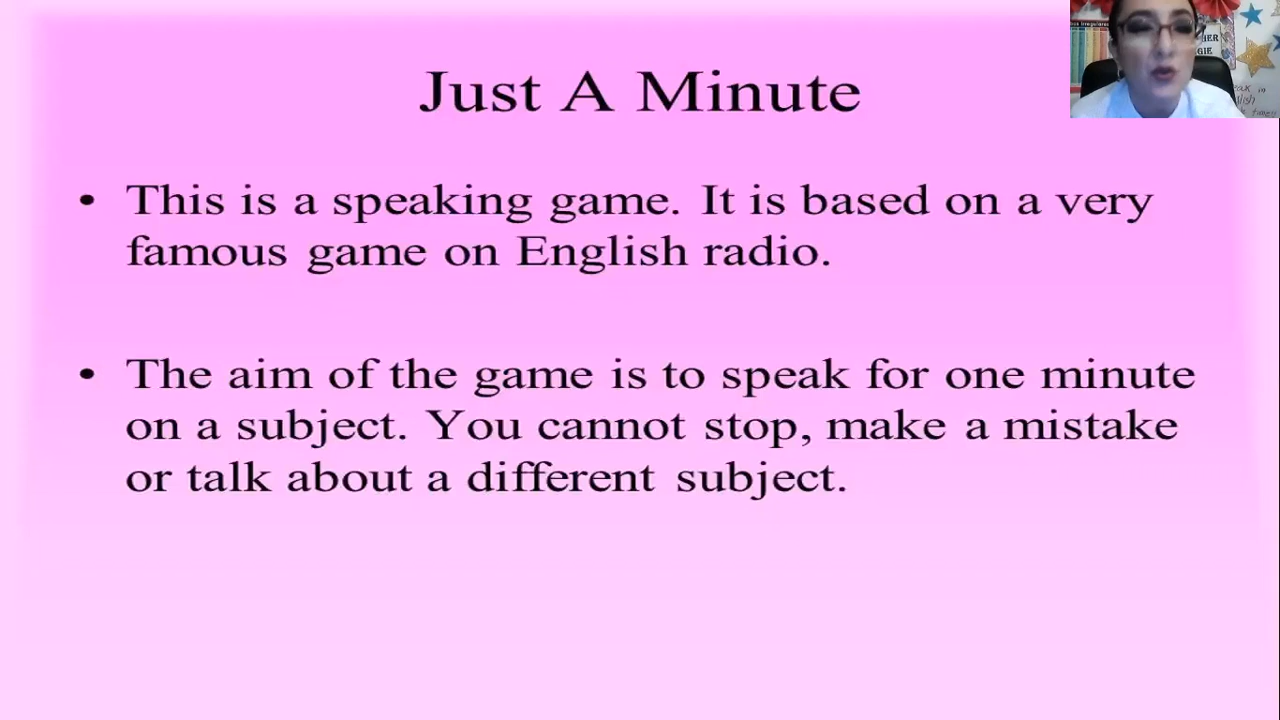 Just A Minute
• This is a speaking game. It is based on a very
famous game on English radio.
• The aim of the game is to speak for one minute
on a subject. You cannot stop, make a mistake
or talk about a different subject.